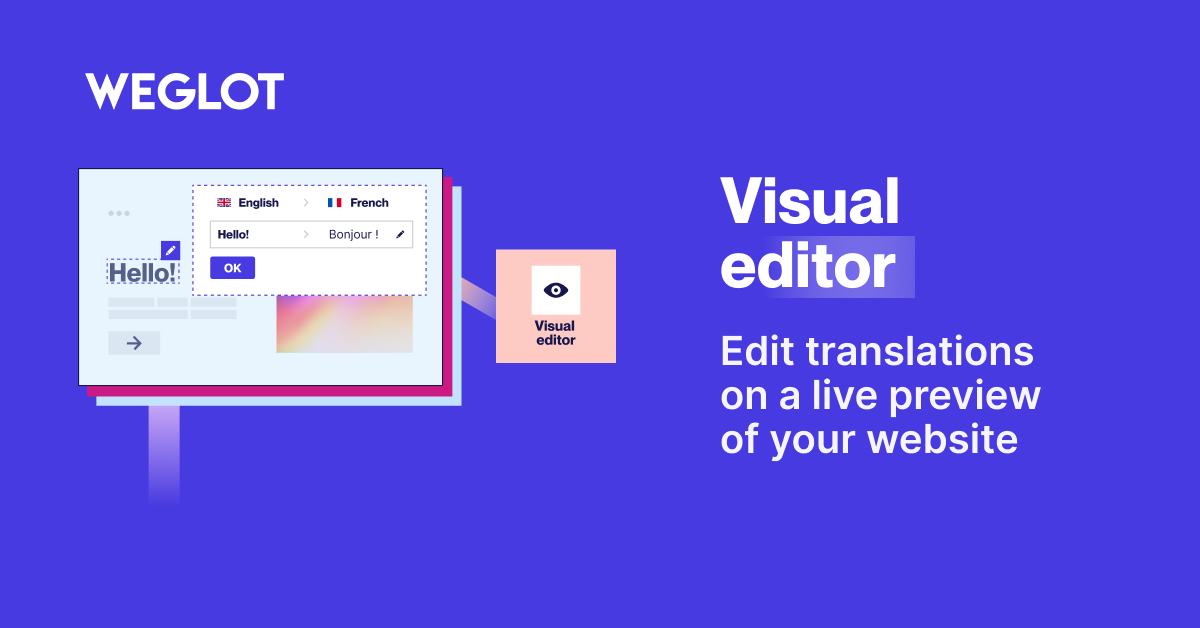 WEGLOT
English French
Hello! Bonjour !
OK
Hello!
Visual
editor
Visual
editor
Edit translations
on a live preview
of your website